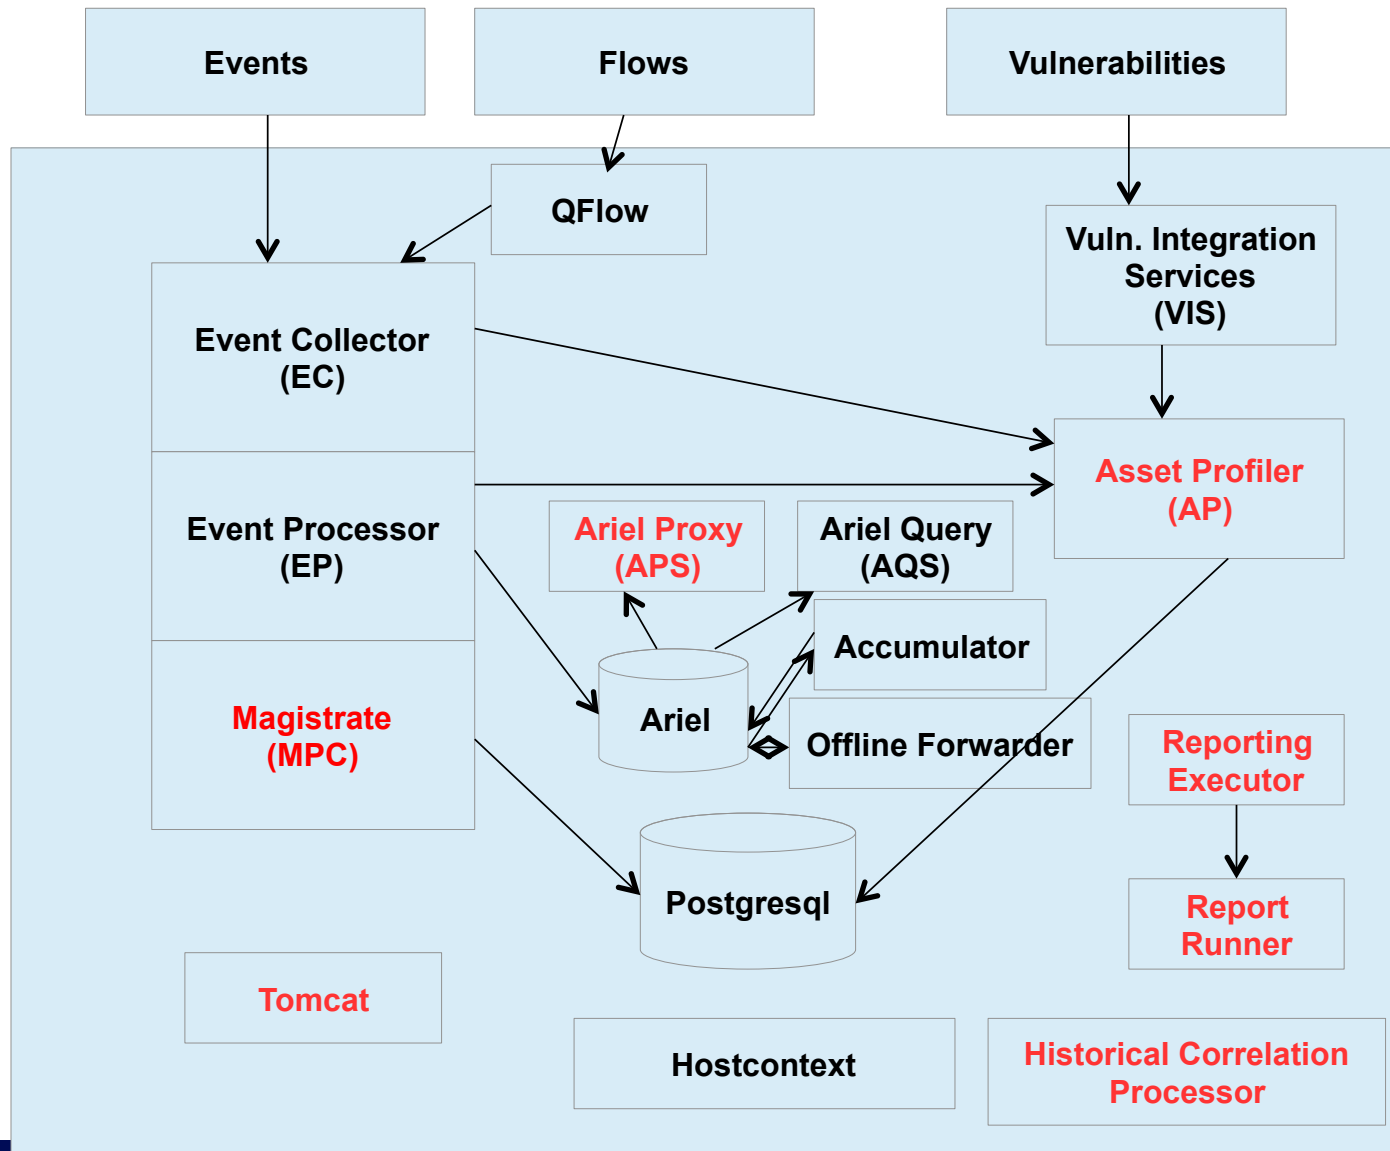 Events
Flows
Vulnerabilities
QFlow
Vuln. Integration
Services
(VIS)
Event Collector
(EC)
Asset Profiler
(AP)
Event Processor
(EP)
Ariel Proxy
(APS)
Ariel Query
(AQS)
Accumulator
Magistrate
(MPC)
Ariel
Offline Forwarder
Reporting
Executor
Postgresql
Report
Runner
Tomcat
Hostcontext
Historical Correlation
Processor